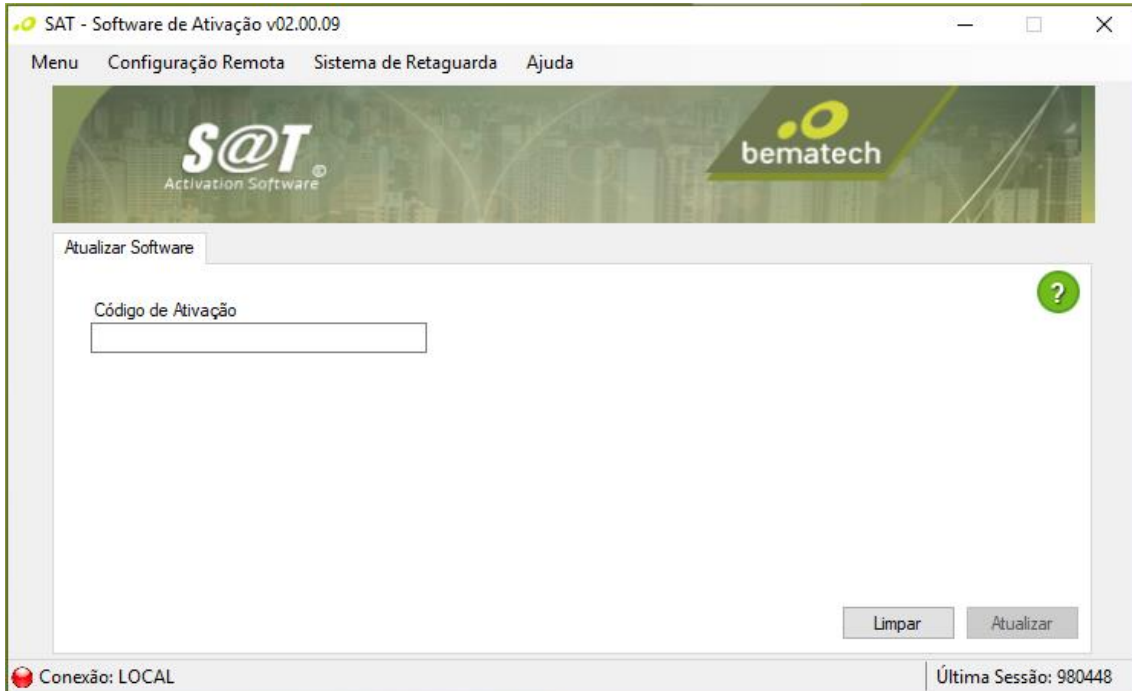 SAT - Software de Ativação v02.00.09
Menu Configuração Remota Sistema de Retaguarda Ajuda
S@T ©
Activation Software
bematech
Atualizar Software
?
Código de Ativação
Limpar Atualizar
Conexão: LOCAL Última Sessão: 980448